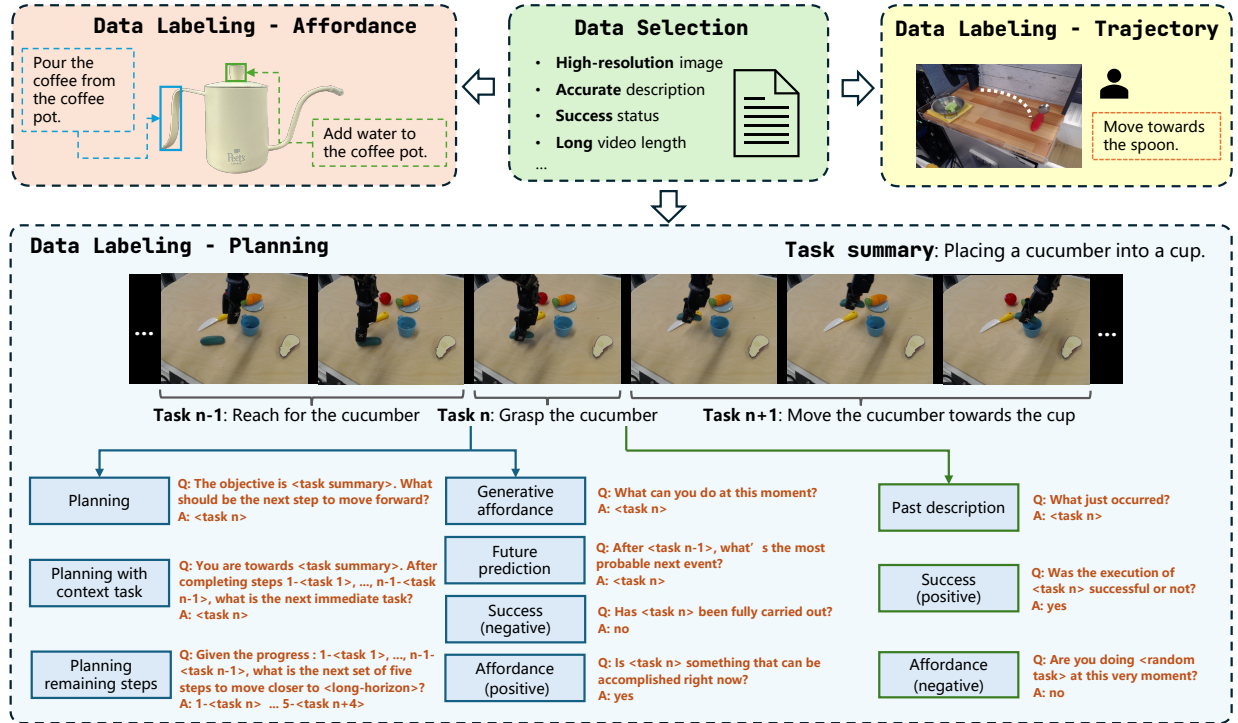 Data Labeling - Affordance
Pour the
coffee from
the coffee
pot.
Peet's
Add water to
the coffee pot.
Data Selection
• High-resolution image
• Accurate description
• Success status
• Long video length
...
Data Labeling - Trajectory
Move towards
the spoon.
Data Labeling - Planning
Task summary: Placing a cucumber into a cup.
...
...
Task n-1: Reach for the cucumber
Task n: Grasp the cucumber
Task n+1: Move the cucumber towards the cup
Planning
Q: The objective is <task summary>. What
should be the next step to move forward?
A: <task n>
Planning with
context task
Q: You are towards <task summary>. After
completing steps 1-<task 1>, ..., n-1-<task
n-1>, what is the next immediate task?
A: <task n>
Planning
remaining steps
Q: Given the progress : 1-<task 1>, ..., n-1-
<task n-1>, what is the next set of five
steps to move closer to <long-horizon>?
A: 1-<task n> ... 5-<task n+4>
Generative
affordance
Q: What can you do at this moment?
A: <task n>
Future
prediction
Q: After <task n-1>, what's the most
probable next event?
A: <task n>
Success
(negative)
Q: Has <task n> been fully carried out?
A: no
Affordance
(positive)
Q: Is <task n> something that can be
accomplished right now?
A: yes
Past description
Q: What just occurred?
A: <task n>
Success
(positive)
Q: Was the execution of
<task n> successful or not?
A: yes
Affordance
(negative)
Q: Are you doing <random
task> at this very moment?
A: no